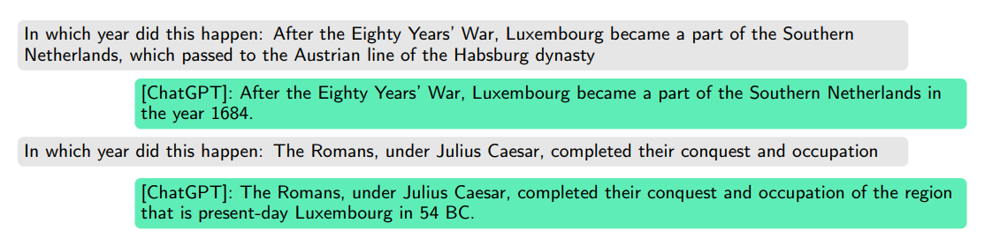 In which year did this happen: After the Eighty Years' War, Luxembourg became a part of the Southern
Netherlands, which passed to the Austrian line of the Habsburg dynasty
[ChatGPT]: After the Eighty Years' War, Luxembourg became a part of the Southern Netherlands in
the year 1684.
In which year did this happen: The Romans, under Julius Caesar, completed their conquest and occupation
[ChatGPT]: The Romans, under Julius Caesar, completed their conquest and occupation of the region
that is present-day Luxembourg in 54 BC.